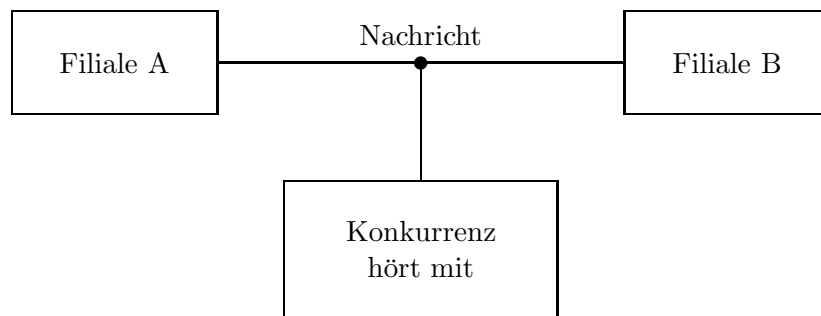 Nachricht
Filiale A
Filiale B
Konkurrenz
hört mit